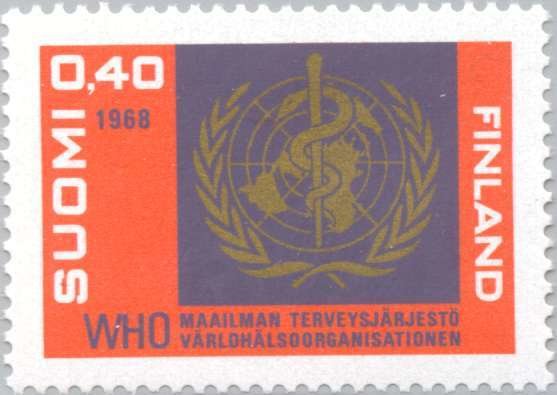 SUOMI
0,40
1968
FINLAND
WHO
MAAILMAN TERVEYSJÄRJESTÖ
VÄRLDHÄLSOORGANISATIONEN